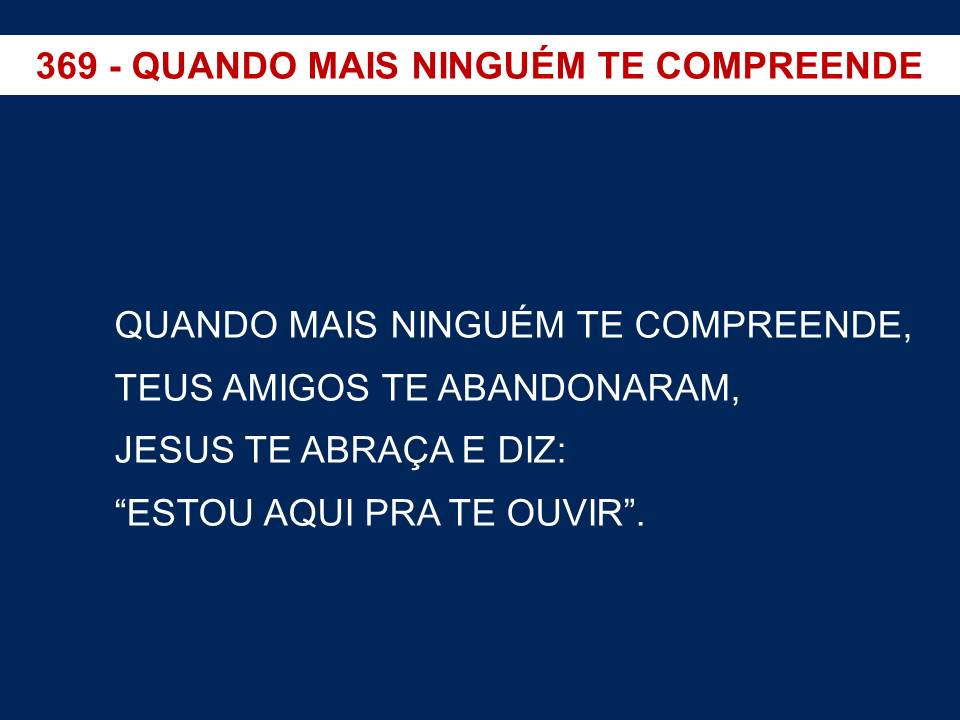 369 - QUANDO MAIS NINGUÉM TE COMPREENDE
QUANDO MAIS NINGUÉM TE COMPREENDE,
TEUS AMIGOS TE ABANDONARAM,
JESUS TE ABRAÇA E DIZ:
“ESTOU AQUI PRA TE OUVIR”.